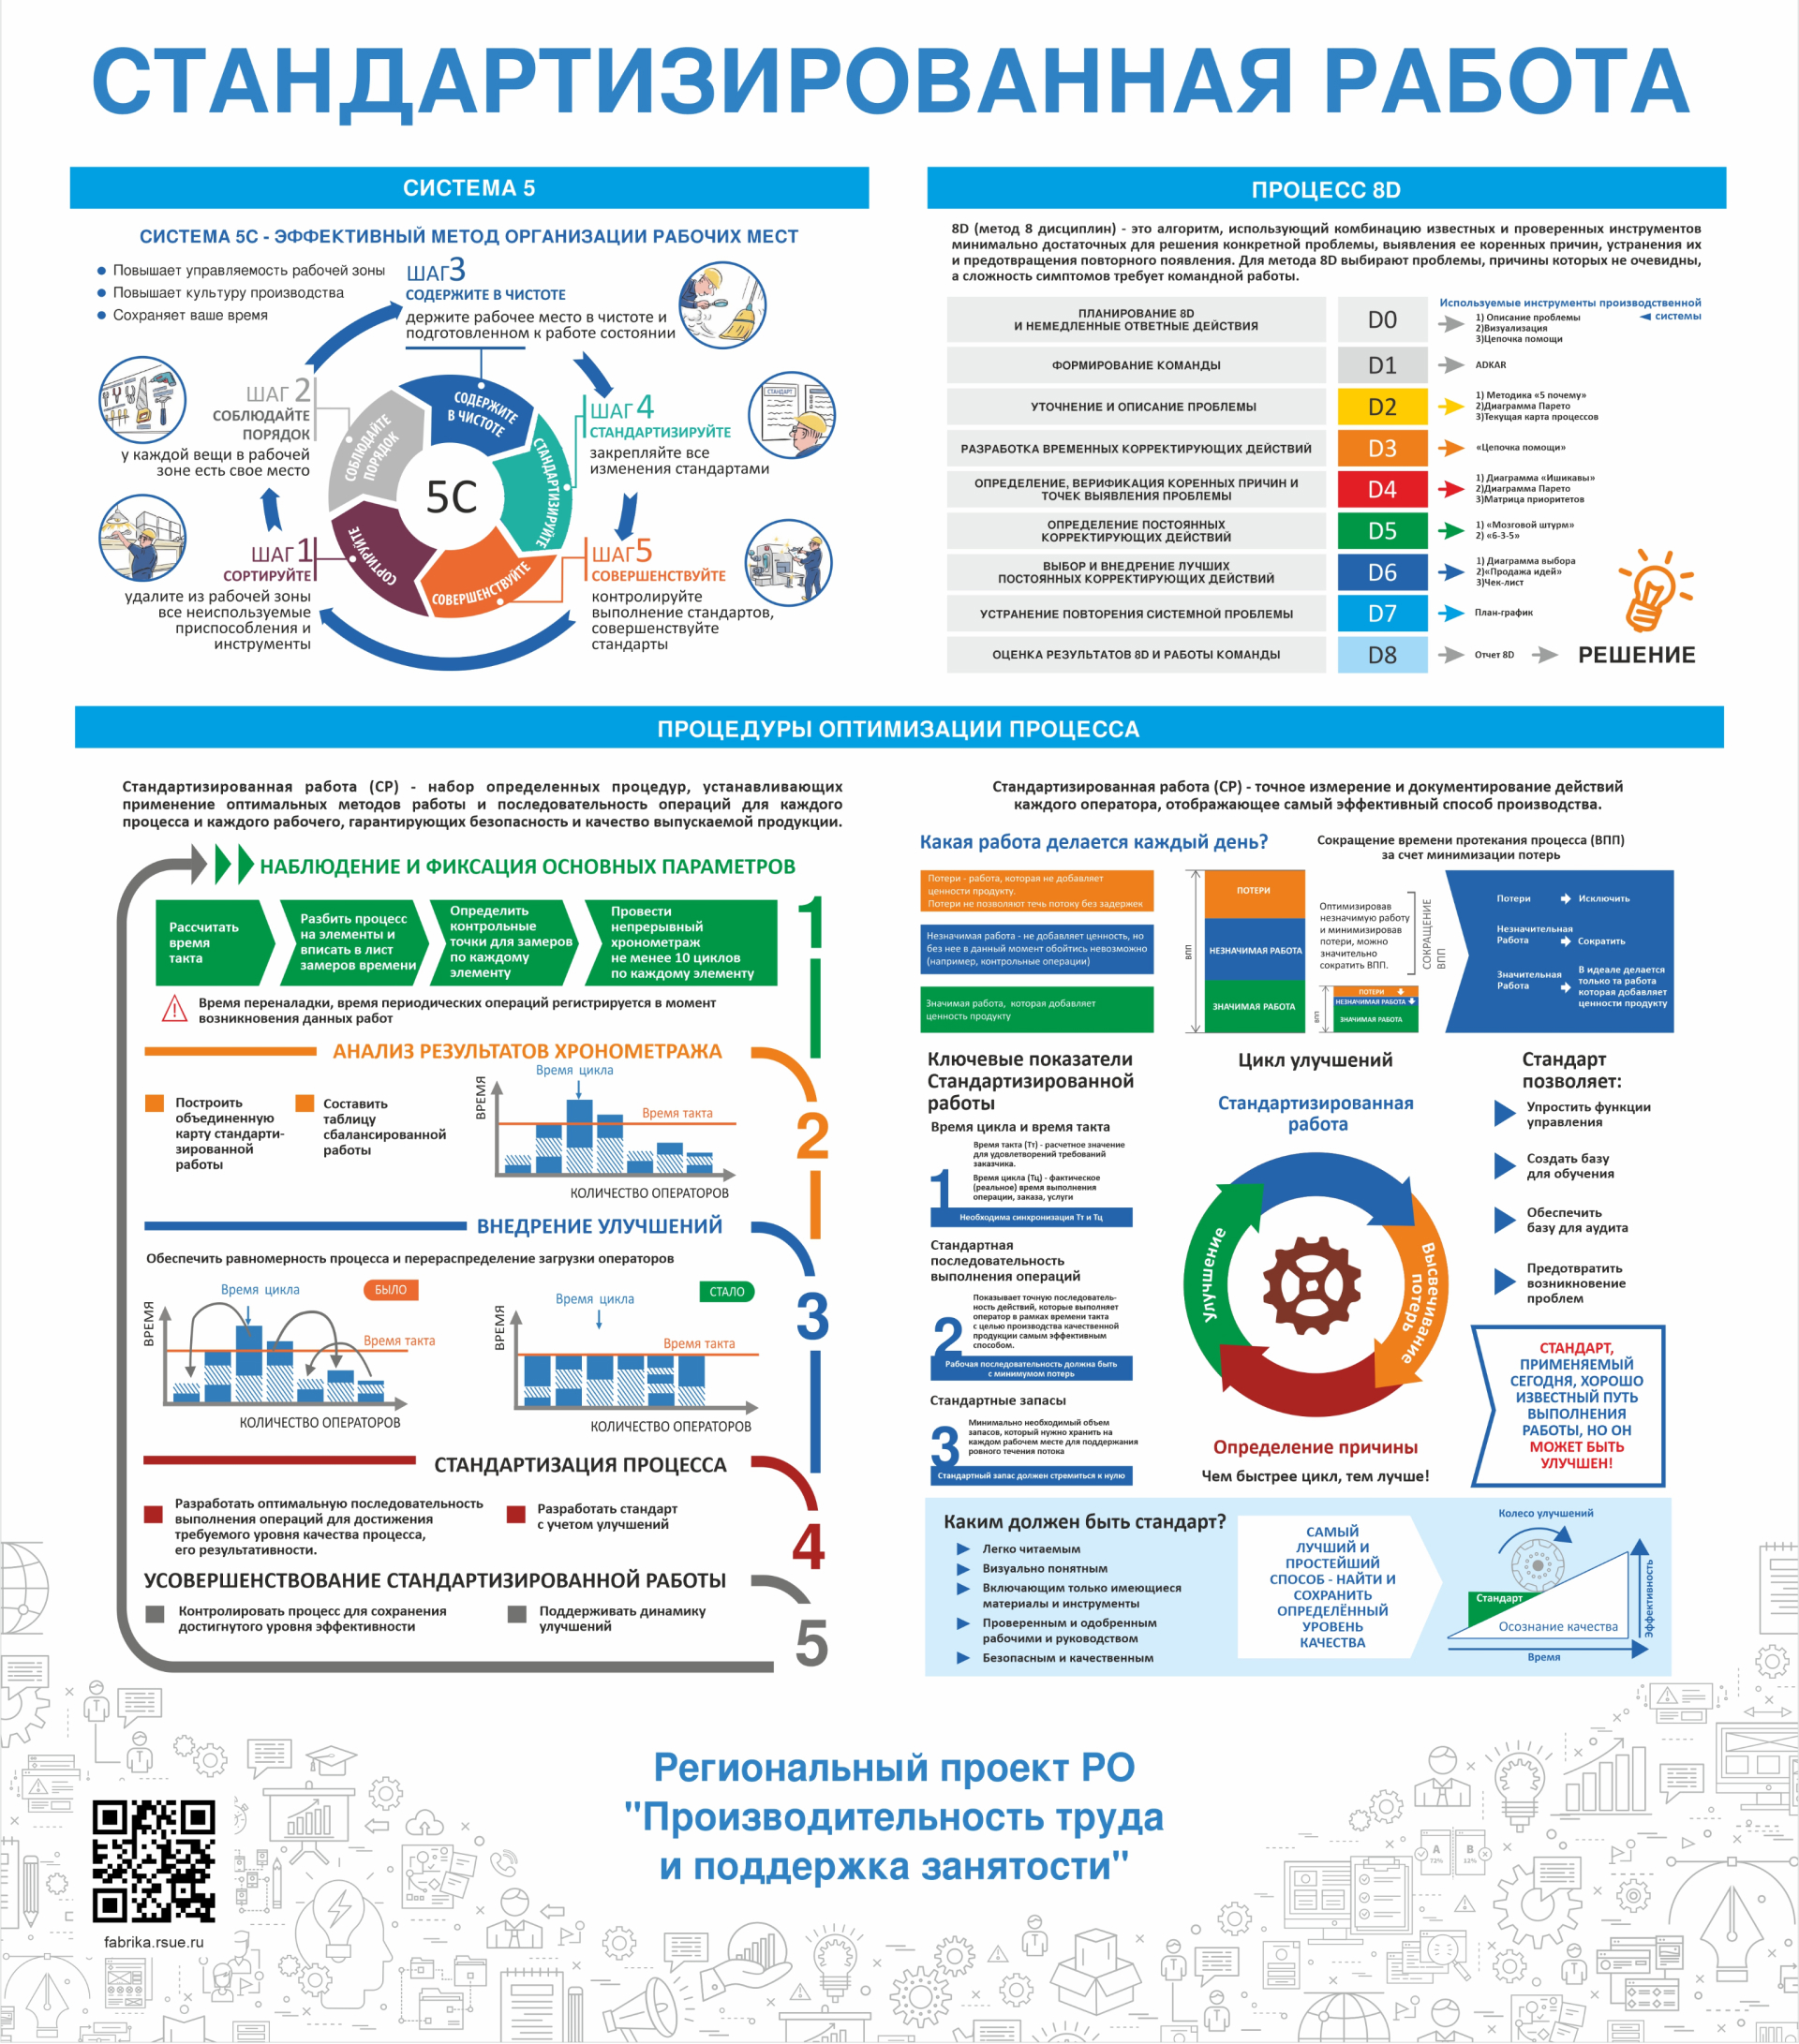 СТАНДАРТИЗИРОВАННАЯ РАБОТА
СИСТЕМА 5
СИСТЕМА 5С - ЭФФЕКТИВНЫЙ МЕТОД ОРГАНИЗАЦИИ РАБОЧИХ МЕСТ
Повышает управляемость рабочей зоны
Повышает культуру производства
Сохраняет ваше время
ШАГ3
СОДЕРЖИТЕ В ЧИСТОТЕ
держите рабочее место в чистоте и
подготовленном к работе состоянии
ШАГ 2
СОБЛЮДАЙТЕ
ПОРЯДОК
у каждой вещи в рабочей
зоне есть свое место
ШАГ 4
СТАНДАРТИЗИРУЙТЕ
закрепляйте все
изменения стандартами
СТАНДАРТ
ШАГ1
СОРТИРУЙТЕ
удалите из рабочей зоны
все неиспользуемые
приспособления и
инструменты
ШАГ5
СОВЕРШЕНСТВУЙТЕ
контролируйте
выполнение стандартов,
совершенствуйте
стандарты
5С
СОДЕРЖИТЕ
В ЧИСТОТЕ
СТАНДАРТИЗИРУЙТЕ
СОВЕРШЕНСТВУЙТЕ
СОРТИРУЙТЕ
СОБЛЮДАЙТЕ
ПОРЯДОК
ПРОЦЕСС 8D
8D (метод 8 дисциплин) - это алгоритм, использующий комбинацию известных и проверенных инструментов
минимально достаточных для решения конкретной проблемы, выявления ее коренных причин, устранения их
и предотвращения повторного появления. Для метода 8D выбирают проблемы, причины которых не очевидны,
а сложность симптомов требует командной работы.
Используемые инструменты производственной
системы
ПЛАНИРОВАНИЕ 8D
И НЕМЕДЛЕННЫЕ ОТВЕТНЫЕ ДЕЙСТВИЯ
D0
1) Описание проблемы
2)Визуализация
3)Цепочка помощи
ФОРМИРОВАНИЕ КОМАНДЫ
D1
ADKAR
УТОЧНЕНИЕ И ОПИСАНИЕ ПРОБЛЕМЫ
D2
1) Методика «5 почему»
2)Диаграмма Парето
3)Текущая карта процессов
РАЗРАБОТКА ВРЕМЕННЫХ КОРРЕКТИРУЮЩИХ ДЕЙСТВИЙ
D3
«Цепочка помощи»
ОПРЕДЕЛЕНИЕ, ВЕРИФИКАЦИЯ КОРЕННЫХ ПРИЧИН И
ТОЧЕК ВЫЯВЛЕНИЯ ПРОБЛЕМЫ
D4
1) Диаграмма «Ишикавы»
2)Диаграмма Парето
3)Матрица приоритетов
ОПРЕДЕЛЕНИЕ ПОСТОЯННЫХ
КОРРЕКТИРУЮЩИХ ДЕЙСТВИЙ
D5
1) «Мозговой штурм»
2) «6-3-5»
ВЫБОР И ВНЕДРЕНИЕ ЛУЧШИХ
ПОСТОЯННЫХ КОРРЕКТИРУЮЩИХ ДЕЙСТВИЙ
D6
1) Диаграмма выбора
2)«Продажа идей»
3)Чек-лист
УСТРАНЕНИЕ ПОВТОРЕНИЯ СИСТЕМНОЙ ПРОБЛЕМЫ
D7
План-график
ОЦЕНКА РЕЗУЛЬТАТОВ 8D И РАБОТЫ КОМАНДЫ
D8
Отчет 8D
РЕШЕНИЕ
ПРОЦЕДУРЫ ОПТИМИЗАЦИИ ПРОЦЕССА
Стандартизированная работа (СР) - набор определенных процедур, устанавливающих
применение оптимальных методов работы и последовательность операций для каждого
процесса и каждого рабочего, гарантирующих безопасность и качество выпускаемой продукции.
НАБЛЮДЕНИЕ И ФИКСАЦИЯ ОСНОВНЫХ ПАРАМЕТРОВ
1
Рассчитать
время
такта
Разбить процесс
на элементы и
вписать в лист
замеров времени
Определить
контрольные
точки для замеров
по каждому
элементу
Провести
непрерывный
хронометраж
не менее 10 циклов
по каждому элементу
Время переналадки, время периодических операций регистрируется в момент
возникновения данных работ
АНАЛИЗ РЕЗУЛЬТАТОВ ХРОНОМЕТРАЖА
2
Построить
объединенную
карту стандарти-
зированной
работы
Составить
таблицу
сбалансированной
работы
ВРЕМЯ
Время цикла
Время такта
КОЛИЧЕСТВО ОПЕРАТОРОВ
ВНЕДРЕНИЕ УЛУЧШЕНИЙ
3
Обеспечить равномерность процесса и перераспределение загрузки операторов
ВРЕМЯ
Время цикла
БЫЛО
Время такта
КОЛИЧЕСТВО ОПЕРАТОРОВ
ВРЕМЯ
Время цикла
СТАЛО
Время такта
КОЛИЧЕСТВО ОПЕРАТОРОВ
СТАНДАРТИЗАЦИЯ ПРОЦЕССА
4
Разработать оптимальную последовательность
выполнения операций для достижения
требуемого уровня качества процесса,
его результативности.
Разработать стандарт
с учетом улучшений
УСОВЕРШЕНСТВОВАНИЕ СТАНДАРТИЗИРОВАННОЙ РАБОТЫ
5
Контролировать процесс для сохранения
достигнутого уровня эффективности
Поддерживать динамику
улучшений
Стандартизированная работа (СР) - точное измерение и документирование действий
каждого оператора, отображающее самый эффективный способ производства.
Какая работа делается каждый день?
Потери - работа, которая не добавляет
ценности продукту.
Потери не позволяют течь потоку без задержек
Незначимая работа - не добавляет ценность, но
без нее в данный момент обойтись невозможно
(например, контрольные операции)
Значимая работа, которая добавляет
ценность продукту
Сокращение времени протекания процесса (ВПП)
за счет минимизации потерь
ВПП
ПОТЕРИ
НЕЗНАЧИМАЯ РАБОТА
ЗНАЧИМАЯ РАБОТА
Оптимизировав
незначимую работу
и минимизировав
потери, можно
значительно
сократить ВПП.
СОКРАЩЕНИЕ
ВПП
ВПП
ПОТЕРИ
НЕЗНАЧИМАЯ РАБОТА
ЗНАЧИМАЯ РАБОТА
Потери
Исключить
Незначительная
Работа
Сократить
Значительная
Работа
В идеале делается
только та работа
которая добавляет
ценности продукту
Ключевые показатели
Стандартизированной
работы
Время цикла и время такта
1
Время такта (Тт) - расчетное значение
для удовлетворений требований
заказчика.
Время цикла (Тц) - фактическое
(реальное) время выполнения
операции, заказа, услуги
Необходима синхронизация Тт и Тц
Стандартная
последовательность
выполнения операций
2
Показывает точную последователь-
ность действий, которые выполняет
оператор в рамках времени такта
с целью производства качественной
продукции самым эффективным
способом.
Рабочая последовательность должна быть
с минимумом потерь
Стандартные запасы
3
Минимально необходимый объем
запасов, который нужно хранить на
каждом рабочем месте для поддержания
ровного течения потока
Стандартный запас должен стремиться к нулю
Цикл улучшений
Стандартизированная
работа
Высвечивание
потерь
Улучшение
Определение причины
Чем быстрее цикл, тем лучше!
Стандарт
позволяет:
Упростить функции
управления
Создать базу
для обучения
Обеспечить
базу для аудита
Предотвратить
возникновение
проблем
СТАНДАРТ,
ПРИМЕНЯЕМЫЙ
СЕГОДНЯ, ХОРОШО
ИЗВЕСТНЫЙ ПУТЬ
ВЫПОЛНЕНИЯ
РАБОТЫ, НО ОН
МОЖЕТ БЫТЬ
УЛУЧШЕН!
Каким должен быть стандарт?
Легко читаемым
Визуально понятным
Включающим только имеющиеся
материалы и инструменты
Проверенным и одобренным
рабочими и руководством
Безопасным и качественным
САМЫЙ
ЛУЧШИЙ И
ПРОСТЕЙШИЙ
СПОСОБ - НАЙТИ И
СОХРАНИТЬ
ОПРЕДЕЛЁННЫЙ
УРОВЕНЬ
КАЧЕСТВА
Колесо улучшений
Стандарт
Осознание качества
Эффективность
Время
Региональный проект РО
"Производительность труда
и поддержка занятости"
fabrika.rsue.ru
A
B